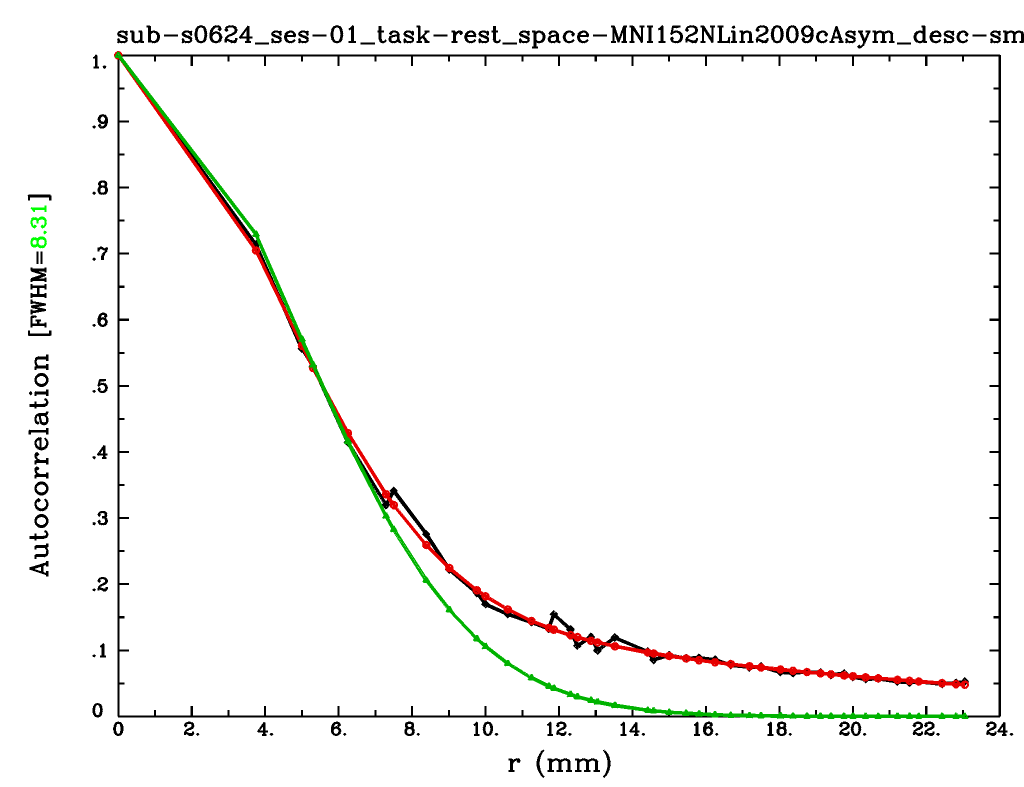 sub-s0624_ses-01_task-rest_space-MNI152NLin2009cAsym_desc-sm
1.
.9
.8
.7
.6
.5
.4
.3
.2
.1
0
Autocorrelation [FWHM=8.31]
0 2. 4. 6. 8. 10. 12. 14. 16. 18. 20. 22. 24.
r (mm)